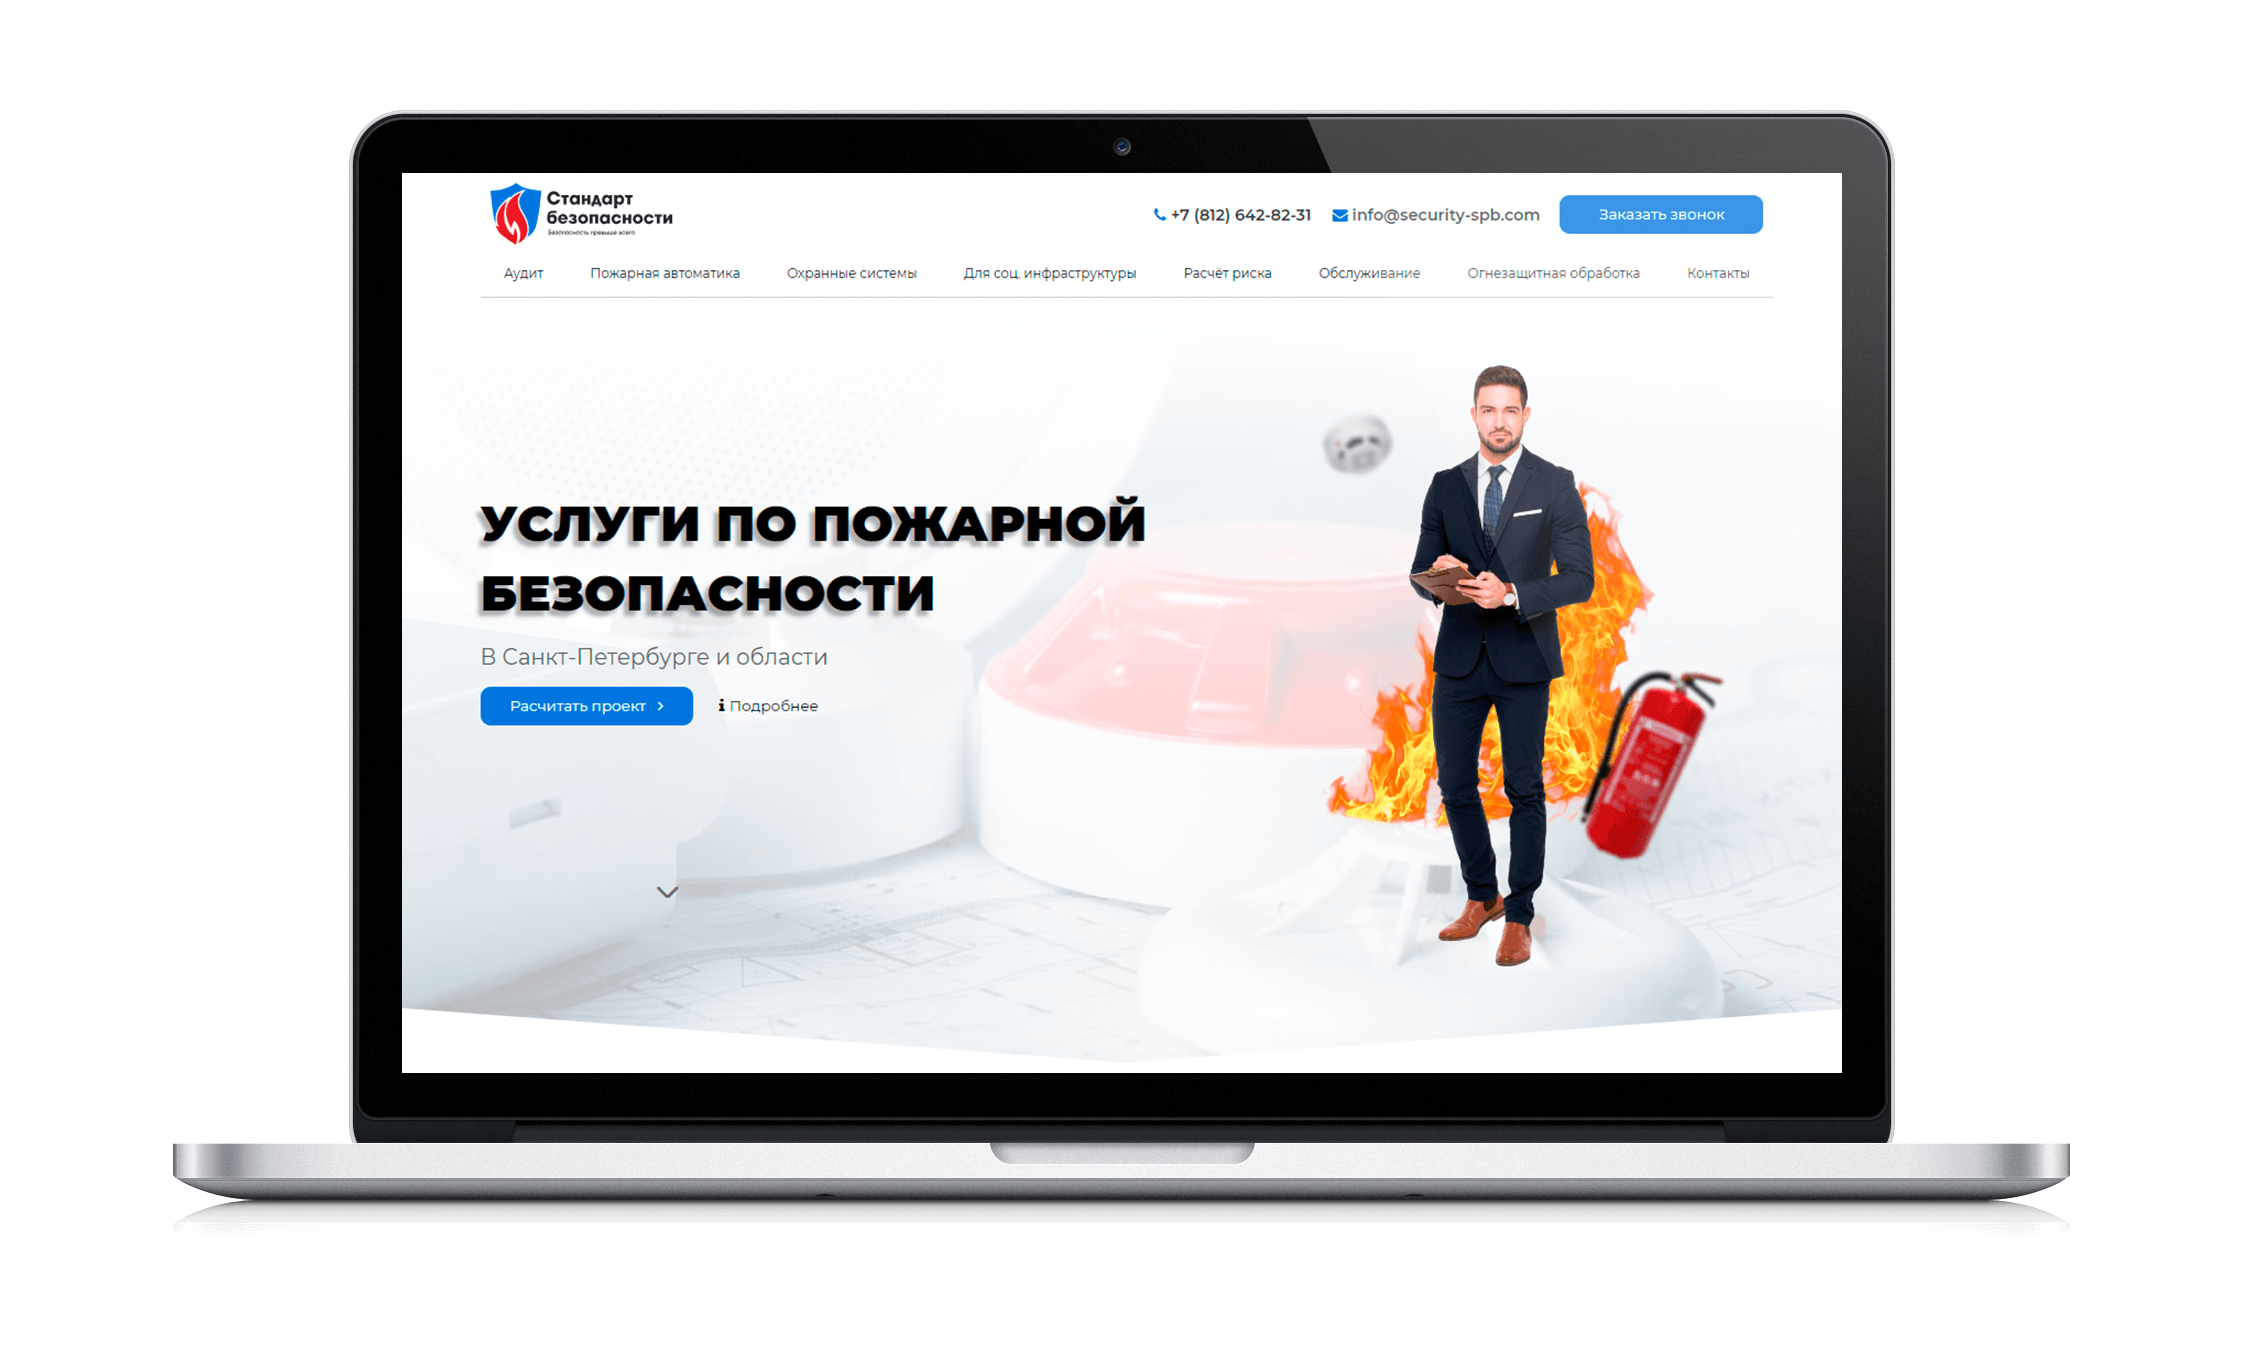 Стандарт
безопасности
Безопасность превыше всего
+7 (812) 642-82-31 info@security-spb.com Заказать звонок
Аудит Пожарная автоматика Охранные системы Для соц. инфраструктуры Расчёт риска Обслуживание Огнезащитная обработка Контакты
УСЛУГИ ПО ПОЖАРНОЙ
БЕЗОПАСНОСТИ
В Санкт-Петербурге и области
Расчитать проект Подробнее